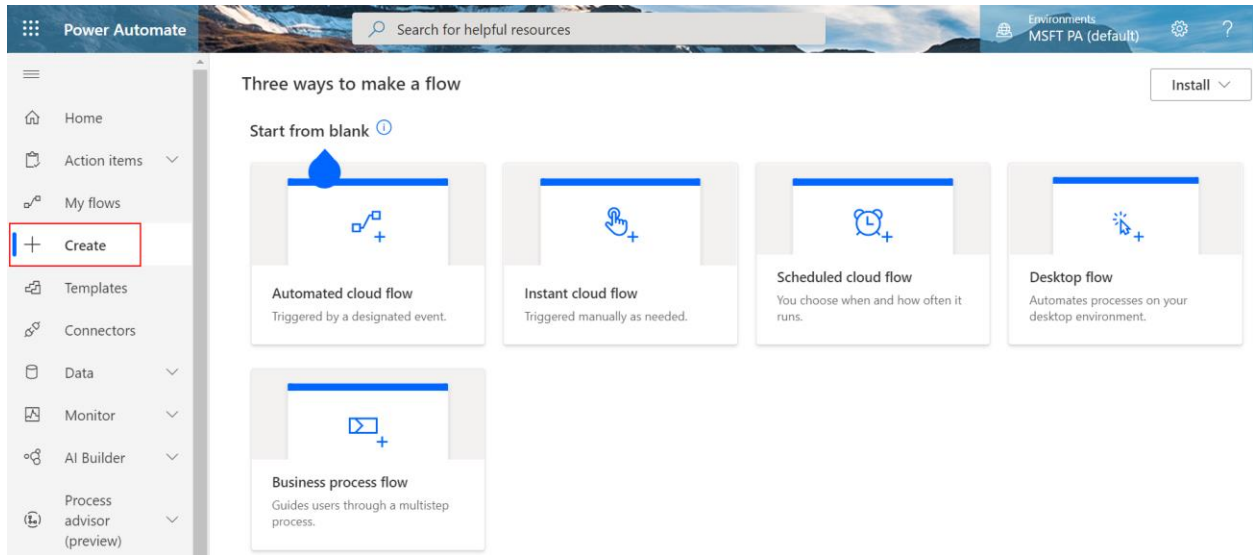 Power Automate
Search for helpful resources
Environments
MSFT PA (default)
?
Home
Action items
My flows
Create
Templates
Connectors
Data
Monitor
AI Builder
Process
advisor
(preview)
Three ways to make a flow
Install
Start from blank
Automated cloud flow
Triggered by a designated event.
Instant cloud flow
Triggered manually as needed.
Scheduled cloud flow
You choose when and how often it
runs.
Desktop flow
Automates processes on your
desktop environment.
Business process flow
Guides users through a multistep
process.